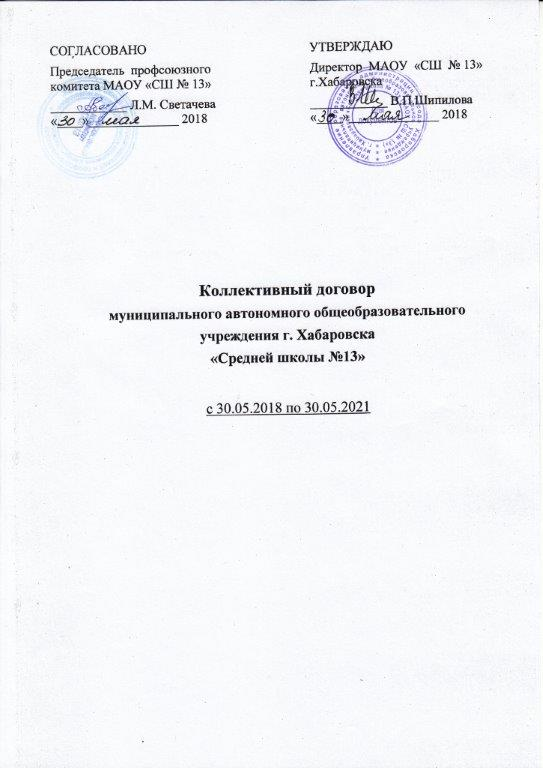 СОГЛАСОВАНО
Председатель профсоюзного
комитета МАОУ «СШ № 13»
Л.М. Светачева
«30» мая 2018
УТВЕРЖДАЮ
Директор МАОУ «СШ № 13»
г.Хабаровска
В.П.Шипилова
«30» мая 2018
Коллективный договор
муниципального автономного общеобразовательного
учреждения г. Хабаровска
«Средней школы №13»
с 30.05.2018 по 30.05.2021